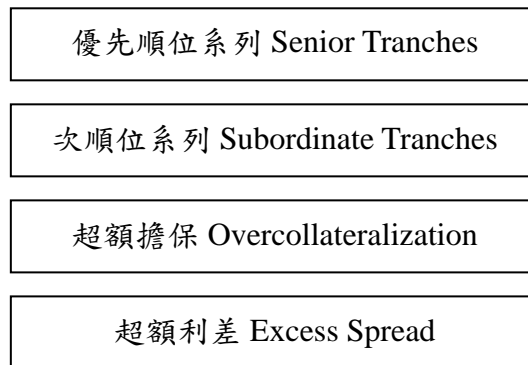 優先順位系列 Senior Tranches
次順位系列 Subordinate Tranches
超額擔保 Overcollateralization
超額利差 Excess Spread